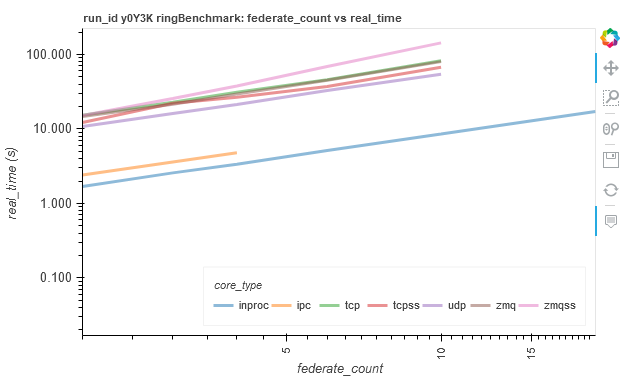 run_id y0Y3K ringBenchmark: federate_count vs real_time
100.000
10.000
1.000
0.100
real_time (s)
core_type
inproc ipc tcp tcpss udp zmq zmqss
5 10 15
federate_count